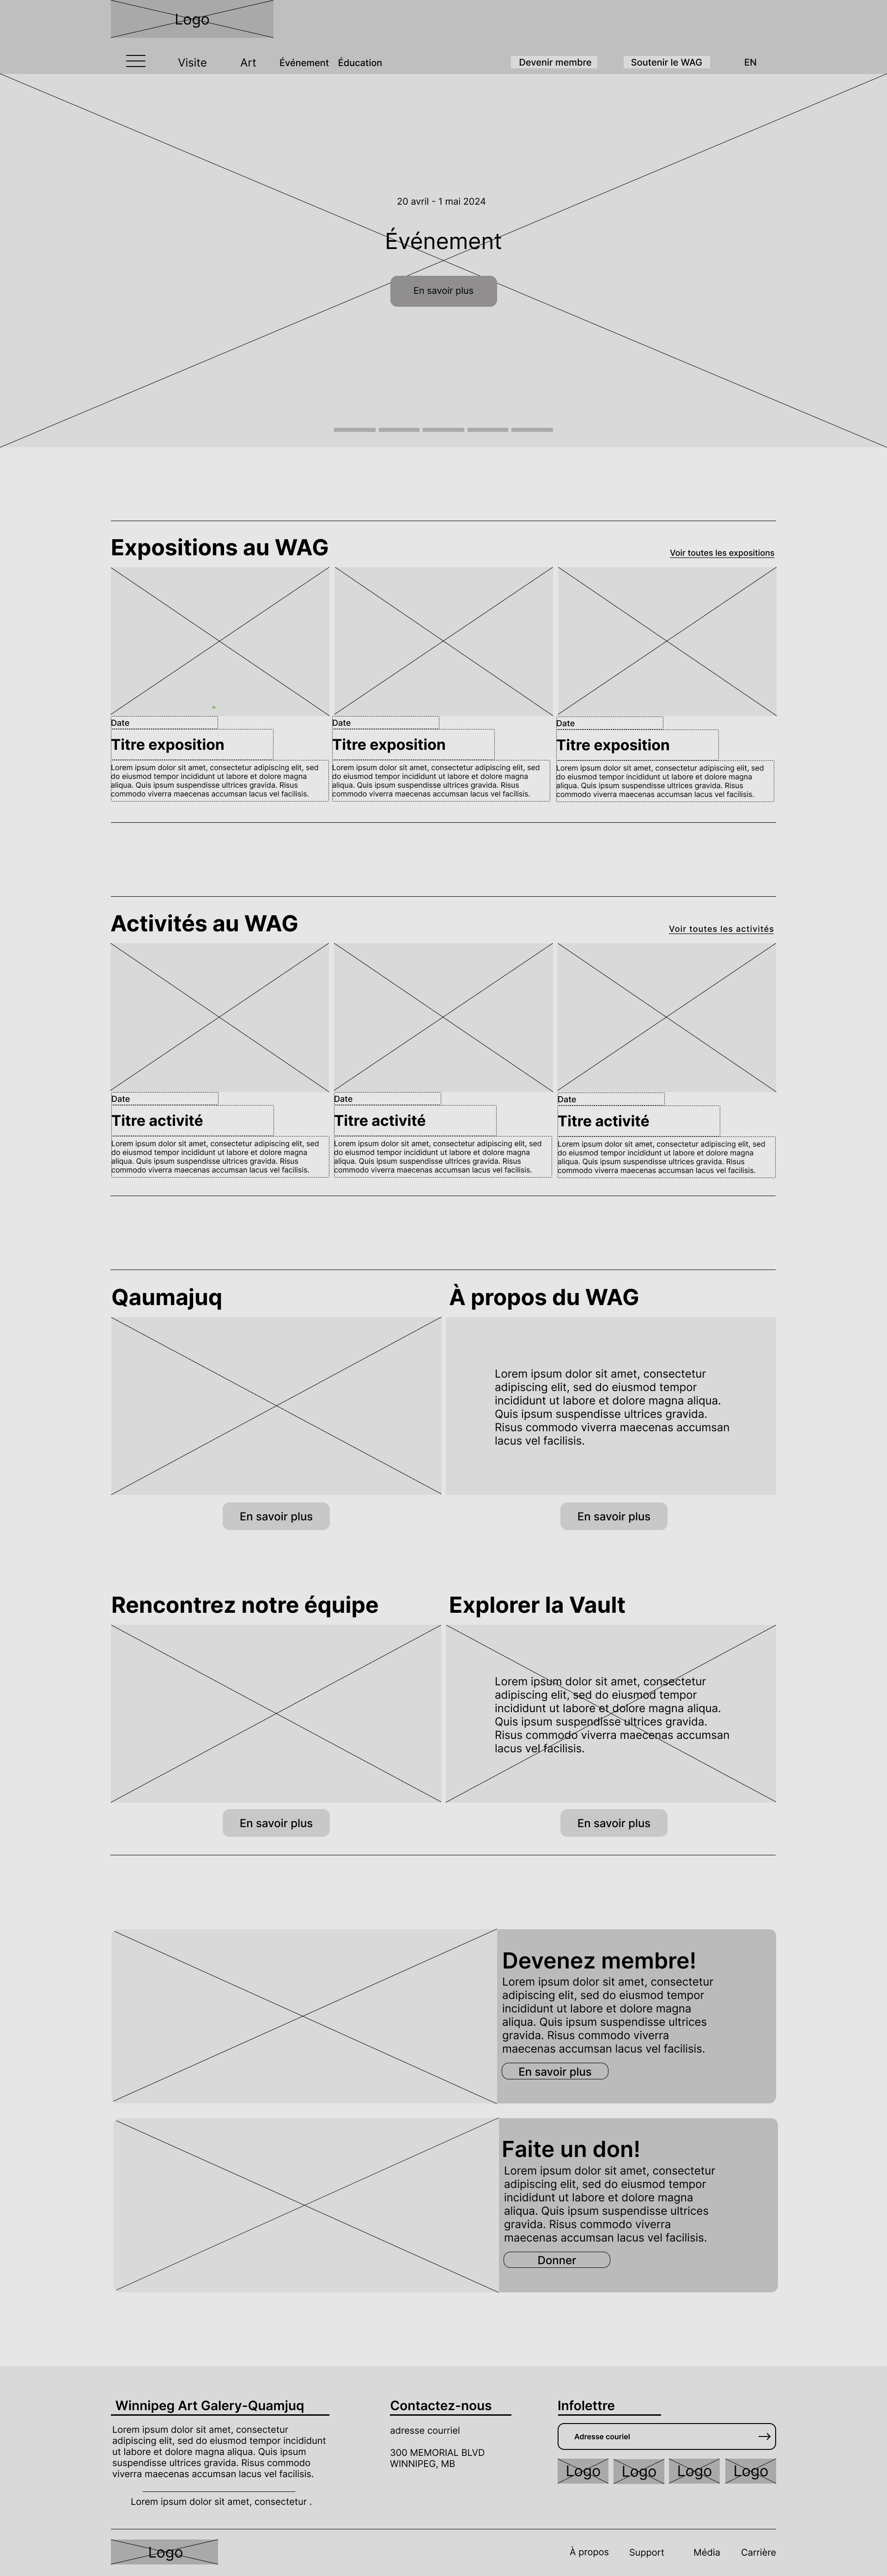 Logo
Visite
Art
Événement
Éducation
Devenir membre
Soutenir le WAG
EN
20 avril - 1 mai 2024
Événement
En savoir plus
Expositions au WAG
Voir toutes les expositions
Date
Titre exposition
Lorem ipsum dolor sit amet, consectetur adipiscing elit, sed
do eiusmod tempor incididunt ut labore et dolore magna
aliqua. Quis ipsum suspendisse ultrices gravida. Risus
commodo viverra maecenas accumsan lacus vel facilisis.
Date
Titre exposition
Lorem ipsum dolor sit amet, consectetur adipiscing elit, sed
do eiusmod tempor incididunt ut labore et dolore magna
aliqua. Quis ipsum suspendisse ultrices gravida. Risus
commodo viverra maecenas accumsan lacus vel facilisis.
Date
Titre exposition
Lorem ipsum dolor sit amet, consectetur adipiscing elit, sed
do eiusmod tempor incididunt ut labore et dolore magna
aliqua. Quis ipsum suspendisse ultrices gravida. Risus
commodo viverra maecenas accumsan lacus vel facilisis.
Activités au WAG
Voir toutes les activités
Date
Titre activité
Lorem ipsum dolor sit amet, consectetur adipiscing elit, sed
do eiusmod tempor incididunt ut labore et dolore magna
aliqua. Quis ipsum suspendisse ultrices gravida. Risus
commodo viverra maecenas accumsan lacus vel facilisis.
Date
Titre activité
Lorem ipsum dolor sit amet, consectetur adipiscing elit, sed
do eiusmod tempor incididunt ut labore et dolore magna
aliqua. Quis ipsum suspendisse ultrices gravida. Risus
commodo viverra maecenas accumsan lacus vel facilisis.
Date
Titre activité
Lorem ipsum dolor sit amet, consectetur adipiscing elit, sed
do eiusmod tempor incididunt ut labore et dolore magna
aliqua. Quis ipsum suspendisse ultrices gravida. Risus
commodo viverra maecenas accumsan lacus vel facilisis.
Qaumajuq
En savoir plus
À propos du WAG
Lorem ipsum dolor sit amet, consectetur
adipiscing elit, sed do eiusmod tempor
incididunt ut labore et dolore magna aliqua.
Quis ipsum suspendisse ultrices gravida.
Risus commodo viverra maecenas accumsan
lacus vel facilisis.
En savoir plus
Rencontrez notre équipe
En savoir plus
Explorer la Vault
Lorem ipsum dolor sit amet, consectetur
adipiscing elit, sed do eiusmod tempor
incididunt ut labore et dolore magna aliqua.
Quis ipsum suspendisse ultrices gravida.
Risus commodo viverra maecenas accumsan
lacus vel facilisis.
En savoir plus
Devenez membre!
Lorem ipsum dolor sit amet, consectetur
adipiscing elit, sed do eiusmod tempor
incididunt ut labore et dolore magna
aliqua. Quis ipsum suspendisse ultrices
gravida. Risus commodo viverra
maecenas accumsan lacus vel facilisis.
En savoir plus
Faite un don!
Lorem ipsum dolor sit amet, consectetur
adipiscing elit, sed do eiusmod tempor
incididunt ut labore et dolore magna
aliqua. Quis ipsum suspendisse ultrices
gravida. Risus commodo viverra
maecenas accumsan lacus vel facilisis.
Donner
Winnipeg Art Galery-Quamjuq
Lorem ipsum dolor sit amet, consectetur
adipiscing elit, sed do eiusmod tempor incididunt
ut labore et dolore magna aliqua. Quis ipsum
suspendisse ultrices gravida. Risus commodo
viverra maecenas accumsan lacus vel facilisis.
Lorem ipsum dolor sit amet, consectetur .
Contactez-nous
adresse courriel
300 MEMORIAL BLVD
WINNIPEG, MB
Infolettre
Adresse couriel
Logo
Logo
Logo
Logo
Logo
À propos
Support
Média
Carrière